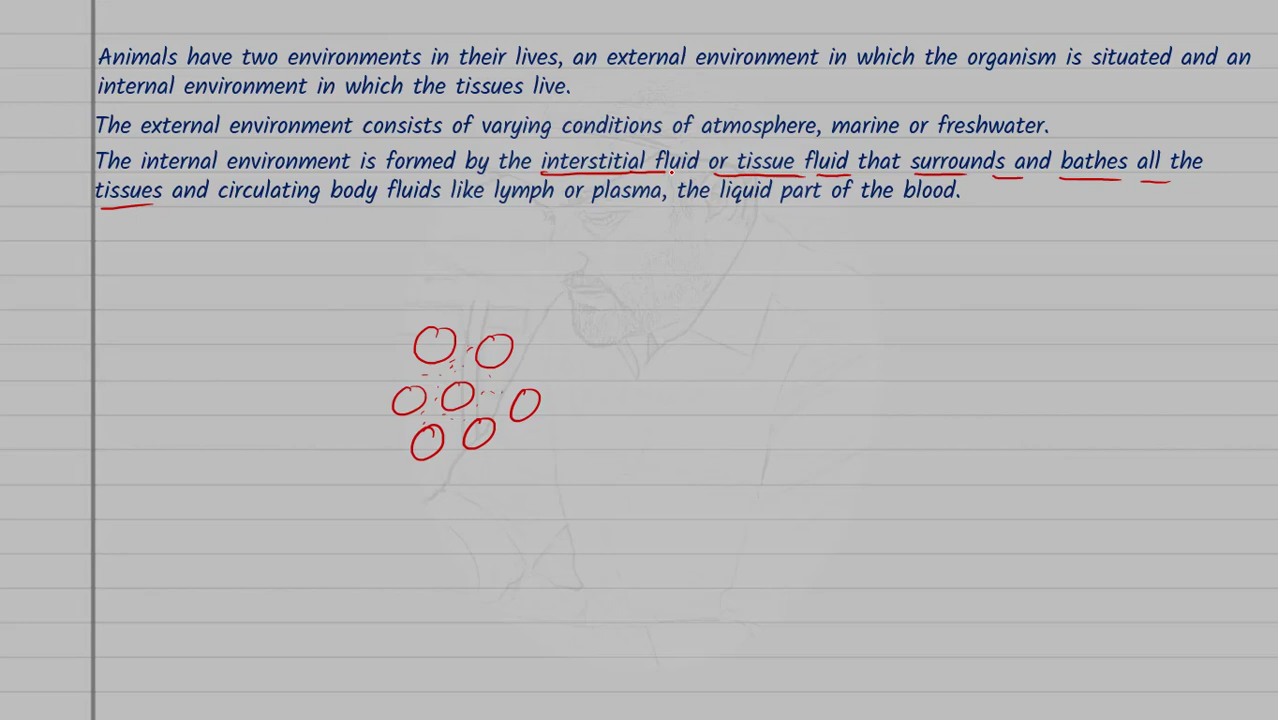 Animals have two environments in their lives, an external environment in which the organism is situated and an
internal environment in which the tissues live.
The external environment consists of varying conditions of atmosphere, marine or freshwater.
The internal environment is formed by the interstitial fluid or tissue fluid that surrounds and bathes all the
tissues and circulating body fluids like lymph or plasma, the liquid part of the blood.